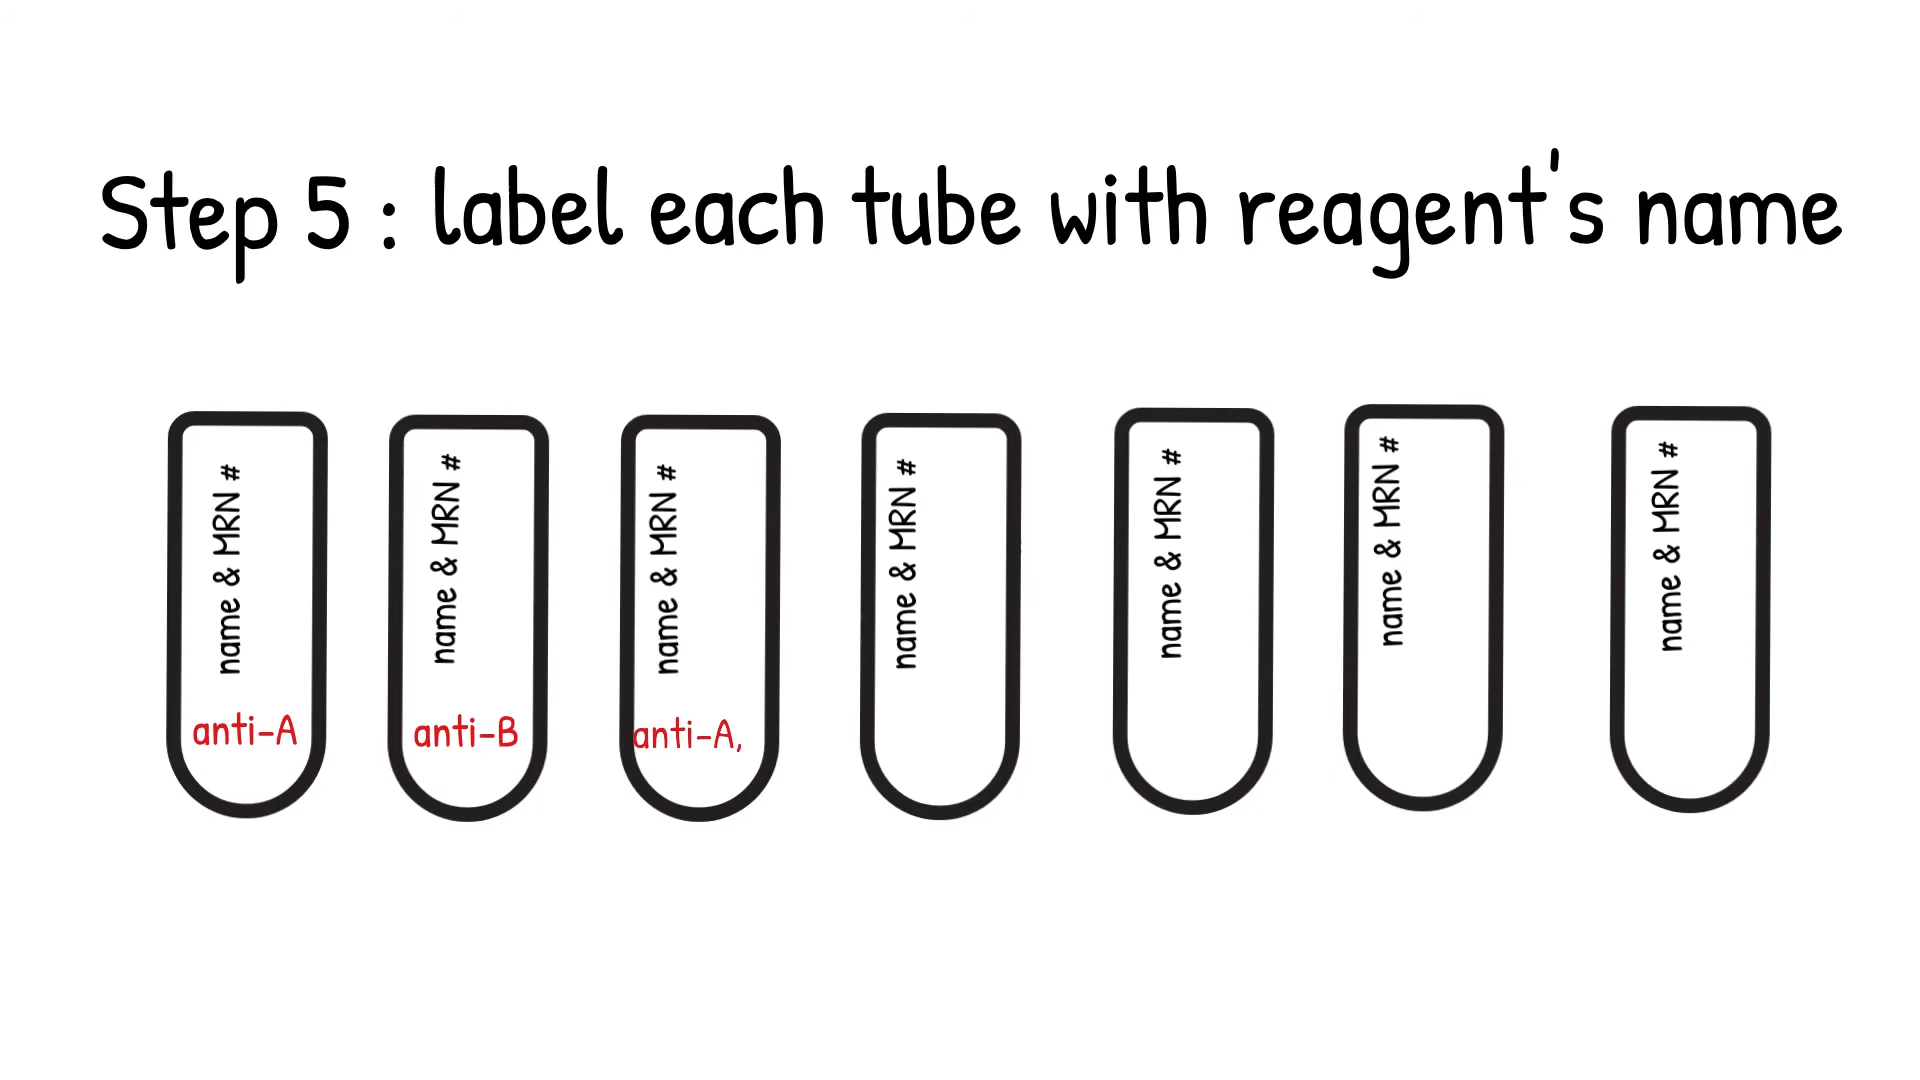 Step 5 : label each tube with reagent's name
name & MRN #
name & MRN #
name & MRN #
name & MRN #
name & MRN #
name & MRN #
name & MRN #
anti-A
anti-B
anti-A,